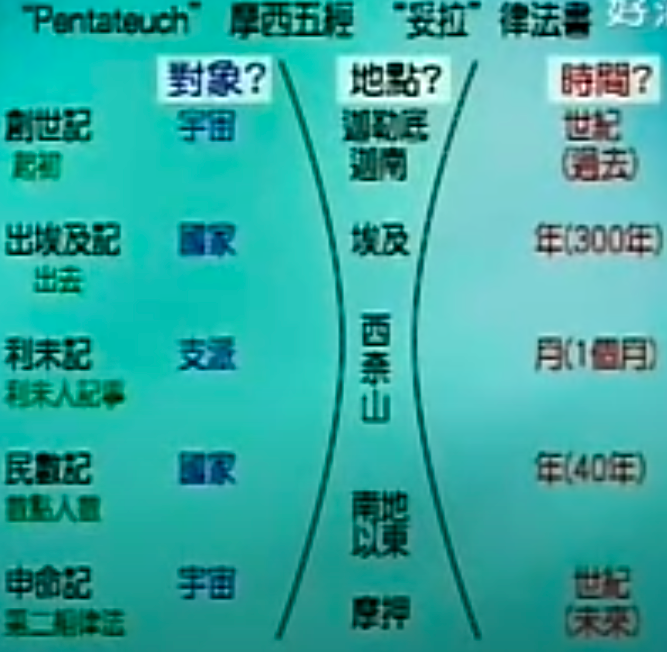 "Pentateuch" 摩西五經 "妥拉" 律法書 好
對象? 地點? 時間?
創世記 宇宙 迦勒底 世紀
起初 迦南 (過去)
出埃及記 國家 埃及 年(300年)
出去
西奈山
利未記 支派 月(1個月)
利未人記事
民數記 國家 年(40年)
數點人數
南地
以東
申命記 宇宙 世紀
第二組律法 摩押 (未來)